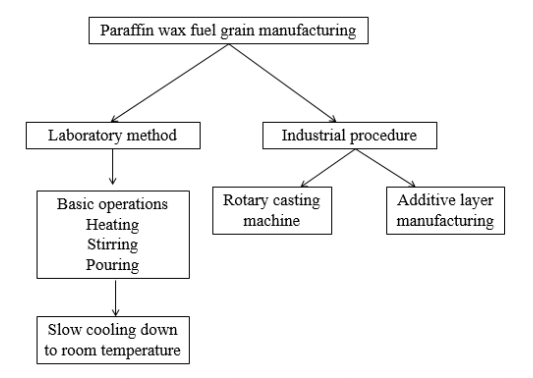 Paraffin wax fuel grain manufacturing
Laboratory method
Industrial procedure
Basic operations
Heating
Stirring
Pouring
Rotary casting
machine
Additive layer
manufacturing
Slow cooling down
to room temperature